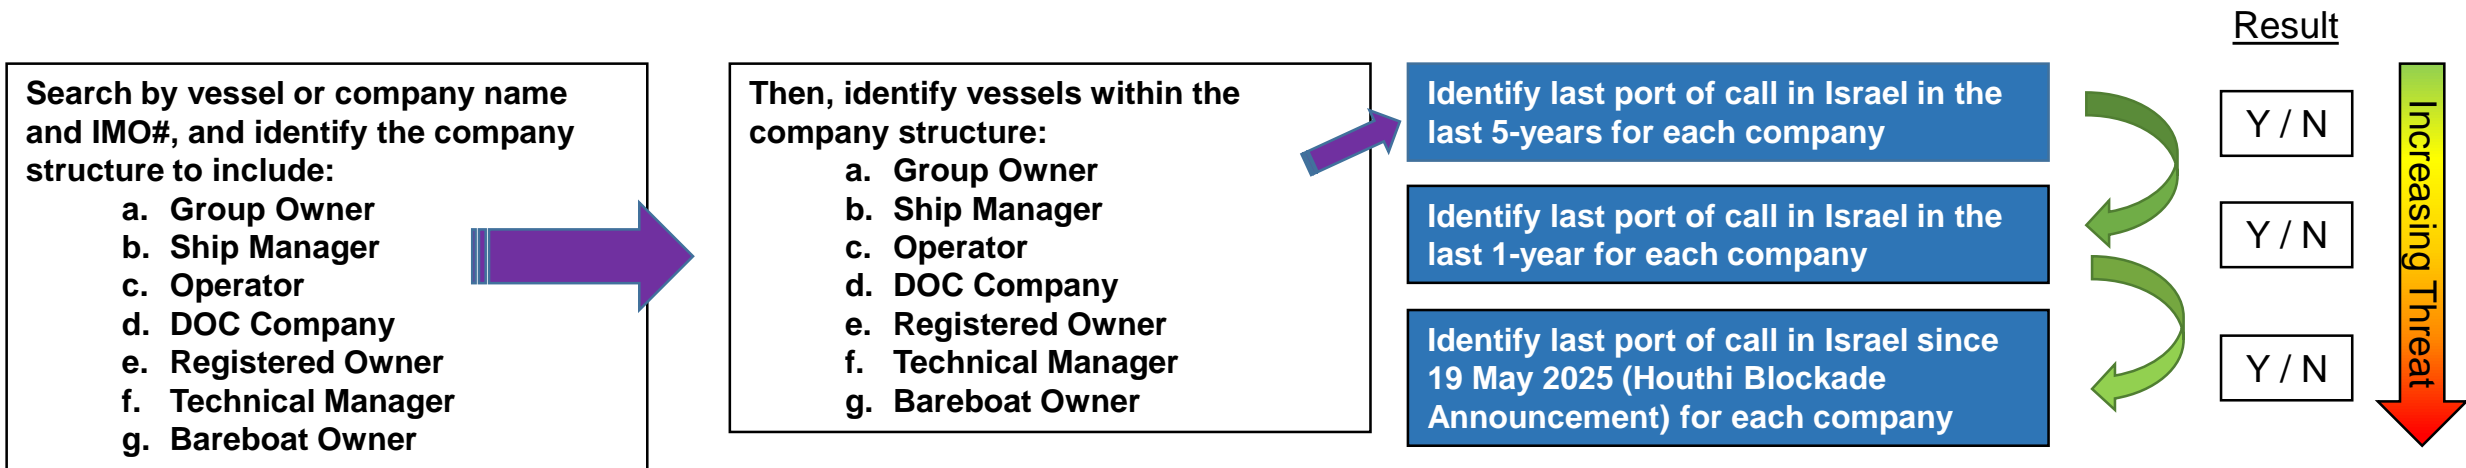 Result
Search by vessel or company name
and IMO#, and identify the company
structure to include:
a. Group Owner
b. Ship Manager
c. Operator
d. DOC Company
e. Registered Owner
f. Technical Manager
g. Bareboat Owner
Then, identify vessels within the
company structure:
a. Group Owner
b. Ship Manager
c. Operator
d. DOC Company
e. Registered Owner
f. Technical Manager
g. Bareboat Owner
Identify last port of call in Israel in the
last 5-years for each company
Y / N
Identify last port of call in Israel in the
last 1-year for each company
Y / N
Identify last port of call in Israel since
19 May 2025 (Houthi Blockade
Announcement) for each company
Y / N
Increasing Threat